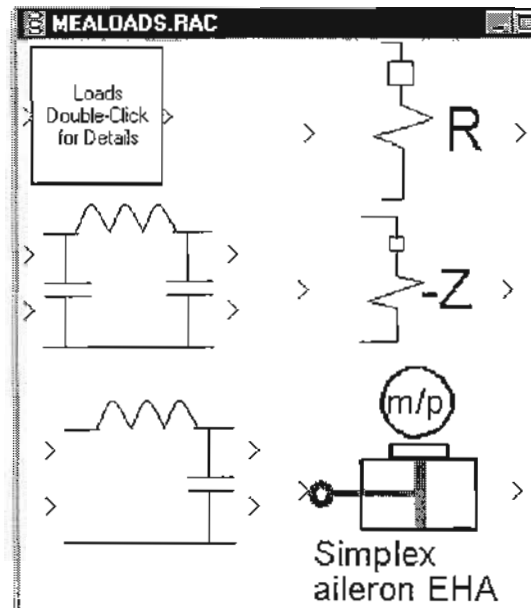 MEALOADS.RAC
Loads
Double-Click
for Details
R
-Z
m/p
Simplex
aileron EHA